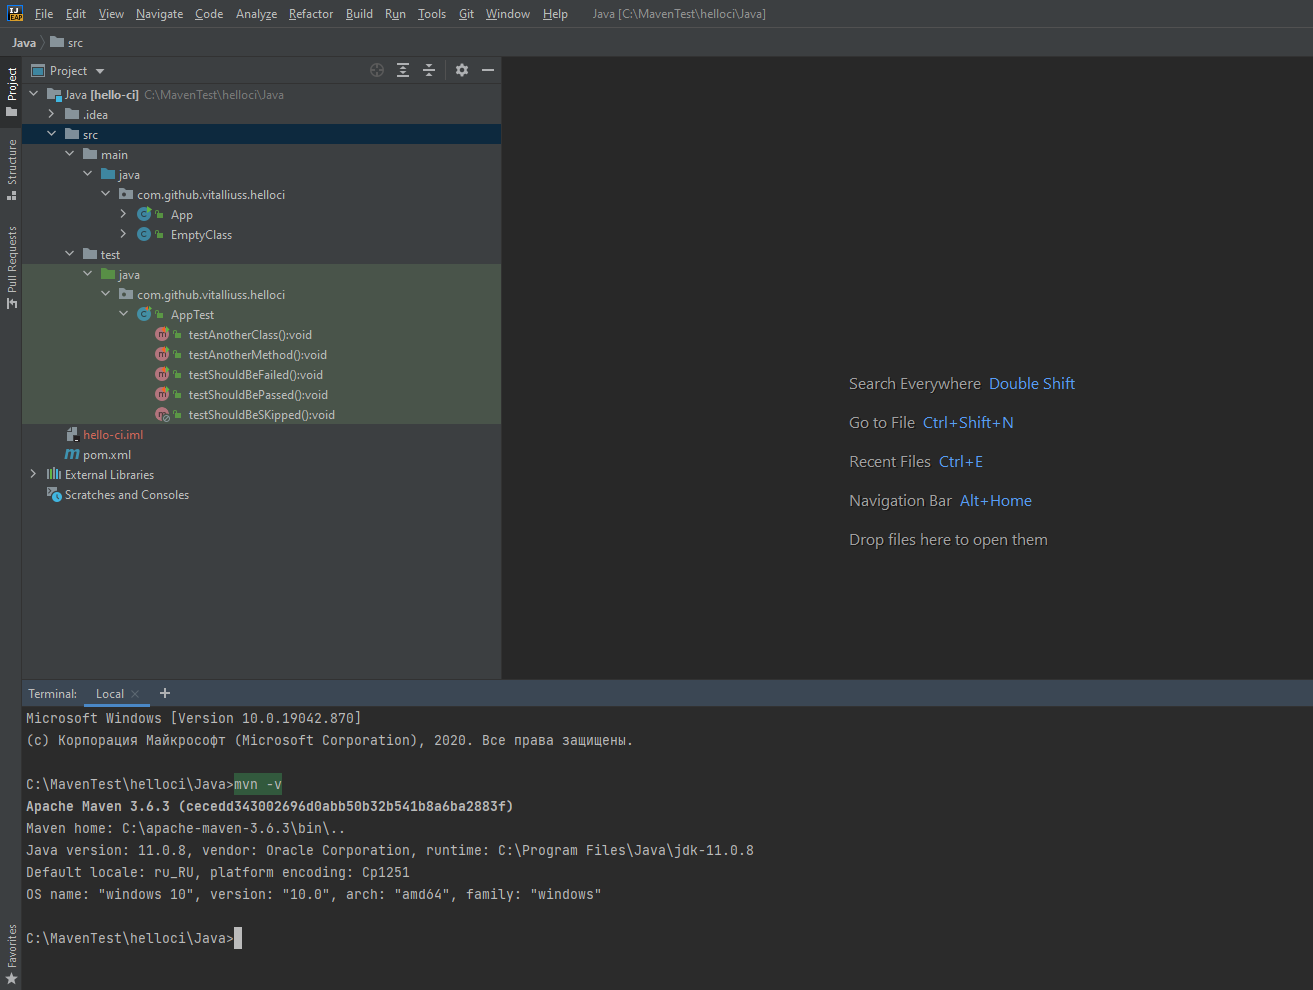 File Edit View Navigate Code Analyze Refactor Build Run Tools Git Window Help Java [C:\MavenTest\helloci\Java]
Java src
Project
Project
Java [hello-ci] C:\MavenTest\helloci\Java
.idea
src
Structure
main
java
com.github.vitalliuss.helloci
App
EmptyClass
Pull Requests
test
java
com.github.vitalliuss.helloci
AppTest
testAnotherClass():void
testAnotherMethod():void
testShouldBeFailed():void
testShouldBePassed():void
testShouldBeSKipped():void
hello-ci.iml
pom.xml
External Libraries
Scratches and Consoles
Search Everywhere Double Shift
Go to File Ctrl+Shift+N
Recent Files Ctrl+E
Navigation Bar Alt+Home
Drop files here to open them
Terminal: Local
Microsoft Windows [Version 10.0.19042.870]
(c) Корпорация Майкрософт (Microsoft Corporation), 2020. Все права защищены.
C:\MavenTest\helloci\Java>mvn -v
Apache Maven 3.6.3 (cecedd343002696d0abb50b32b541b8a6ba2883f)
Maven home: C:\apache-maven-3.6.3\bin\..
Java version: 11.0.8, vendor: Oracle Corporation, runtime: C:\Program Files\Java\jdk-11.0.8
Default locale: ru_RU, platform encoding: Cp1251
OS name: "windows 10", version: "10.0", arch: "amd64", family: "windows"
C:\MavenTest\helloci\Java>
Favorites